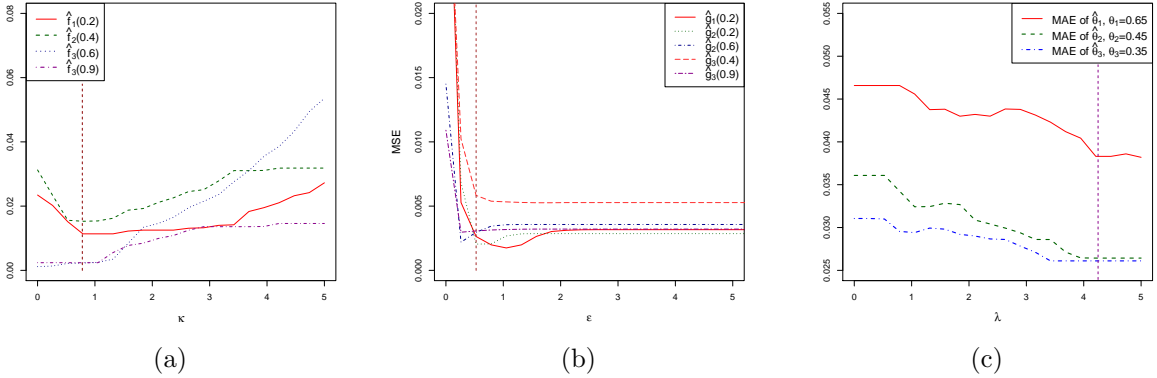 0.00 0.02 0.04 0.06 0.08
f̂₁(0.2)
f̂₂(0.4)
f̂₃(0.6)
f̂₃(0.9)
0 1 2 3 4 5
κ
(a)
MSE
0.000 0.005 0.010 0.015 0.020
ĝ₁(0.2)
ĝ₂(0.2)
ĝ₂(0.6)
ĝ₃(0.4)
ĝ₃(0.9)
0 1 2 3 4 5
ε
(b)
0.025 0.030 0.035 0.040 0.045 0.050 0.055
MAE of θ̂₁, θ₁=0.65
MAE of θ̂₂, θ₂=0.45
MAE of θ̂₃, θ₃=0.35
0 1 2 3 4 5
λ
(c)